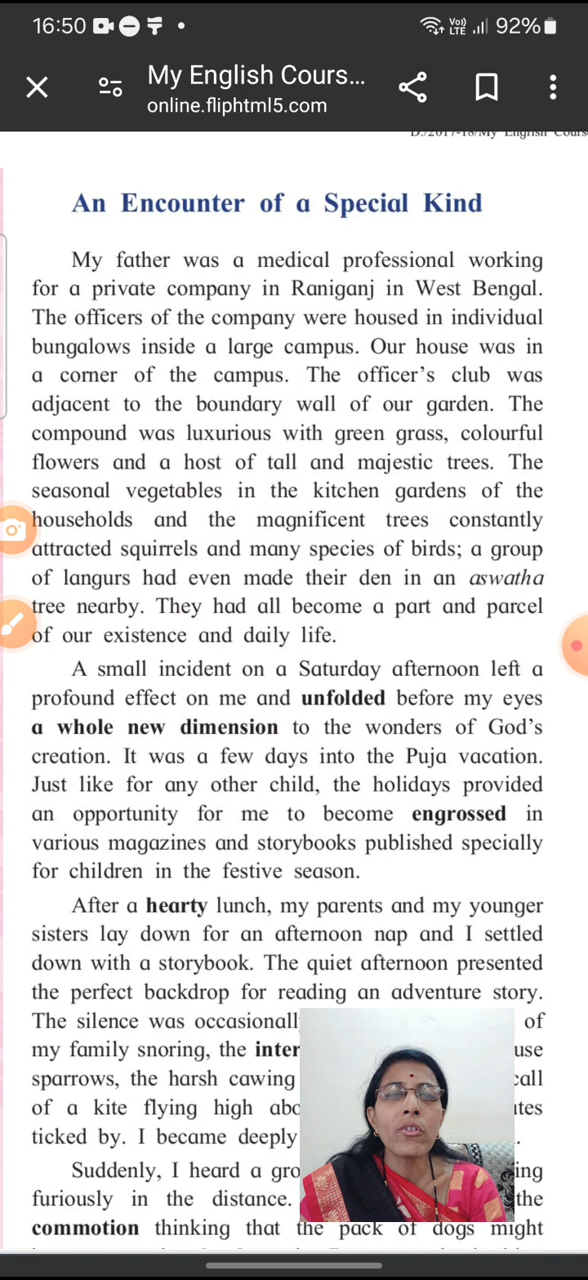 16:50
Vo))
LTE
92%
My English Cours...
online.fliphtml5.com
An Encounter of a Special Kind
My father was a medical professional working
for a private company in Raniganj in West Bengal.
The officers of the company were housed in individual
bungalows inside a large campus. Our house was in
a corner of the campus. The officer's club was
adjacent to the boundary wall of our garden. The
compound was luxurious with green grass, colourful
flowers and a host of tall and majestic trees. The
seasonal vegetables in the kitchen gardens of the
households and the magnificent trees constantly
attracted squirrels and many species of birds; a group
of langurs had even made their den in an aswatha
tree nearby. They had all become a part and parcel
of our existence and daily life.
A small incident on a Saturday afternoon left a
profound effect on me and unfolded before my eyes
a whole new dimension to the wonders of God's
creation. It was a few days into the Puja vacation.
Just like for any other child, the holidays provided
an opportunity for me to become engrossed in
various magazines and storybooks published specially
for children in the festive season.
After a hearty lunch, my parents and my younger
sisters lay down for an afternoon nap and I settled
down with a storybook. The quiet afternoon presented
the perfect backdrop for reading an adventure story.
The silence was of
my family snoring, the
sparrows, the harsh cawing
of a kite flying high
ticked by. I became deeply
Suddenly, I heard a
furiously in the distance. the
commotion thinking that the pack of dogs might